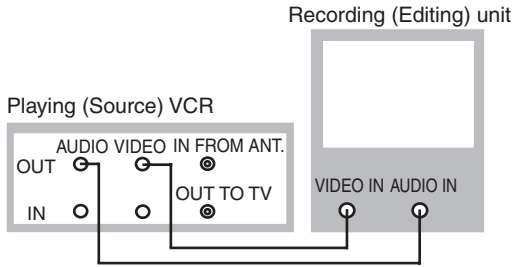 Recording (Editing) unit
Playing (Source) VCR
AUDIO VIDEO IN FROM ANT.
OUT
OUT TO TV
IN
VIDEO IN AUDIO IN